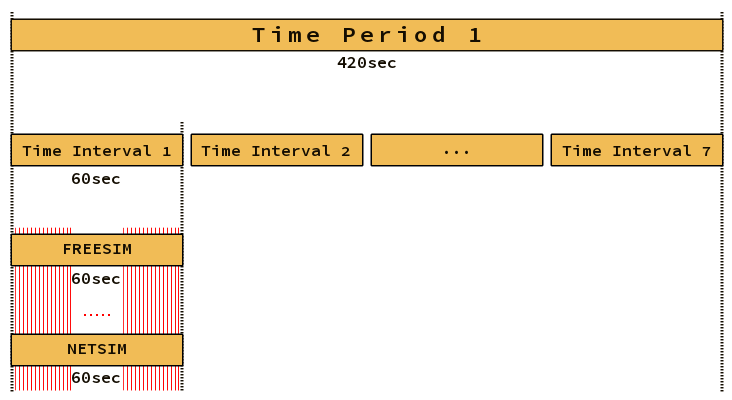 Time Period 1
420sec
Time Interval 1 Time Interval 2 ... Time Interval 7
60sec
FREESIM
60sec
.....
NETSIM
60sec